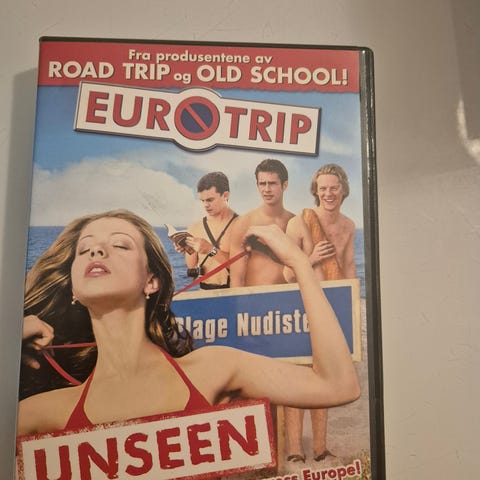 Fra produsentene av
ROAD TRIP og OLD SCHOOL!
EUROTRIP
Plage Nudiste
UNSEEN
Europe!